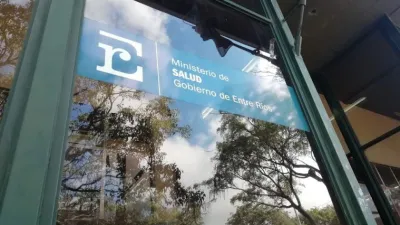 Ministerio de
SALUD
Gobierno de Entre Ríos